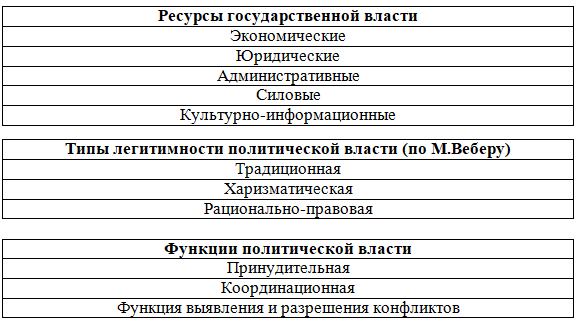 Ресурсы государственной власти
Экономические
Юридические
Административные
Силовые
Культурно-информационные
Типы легитимности политической власти (по М.Веберу)
Традиционная
Харизматическая
Рационально-правовая
Функции политической власти
Принудительная
Координационная
Функция выявления и разрешения конфликтов